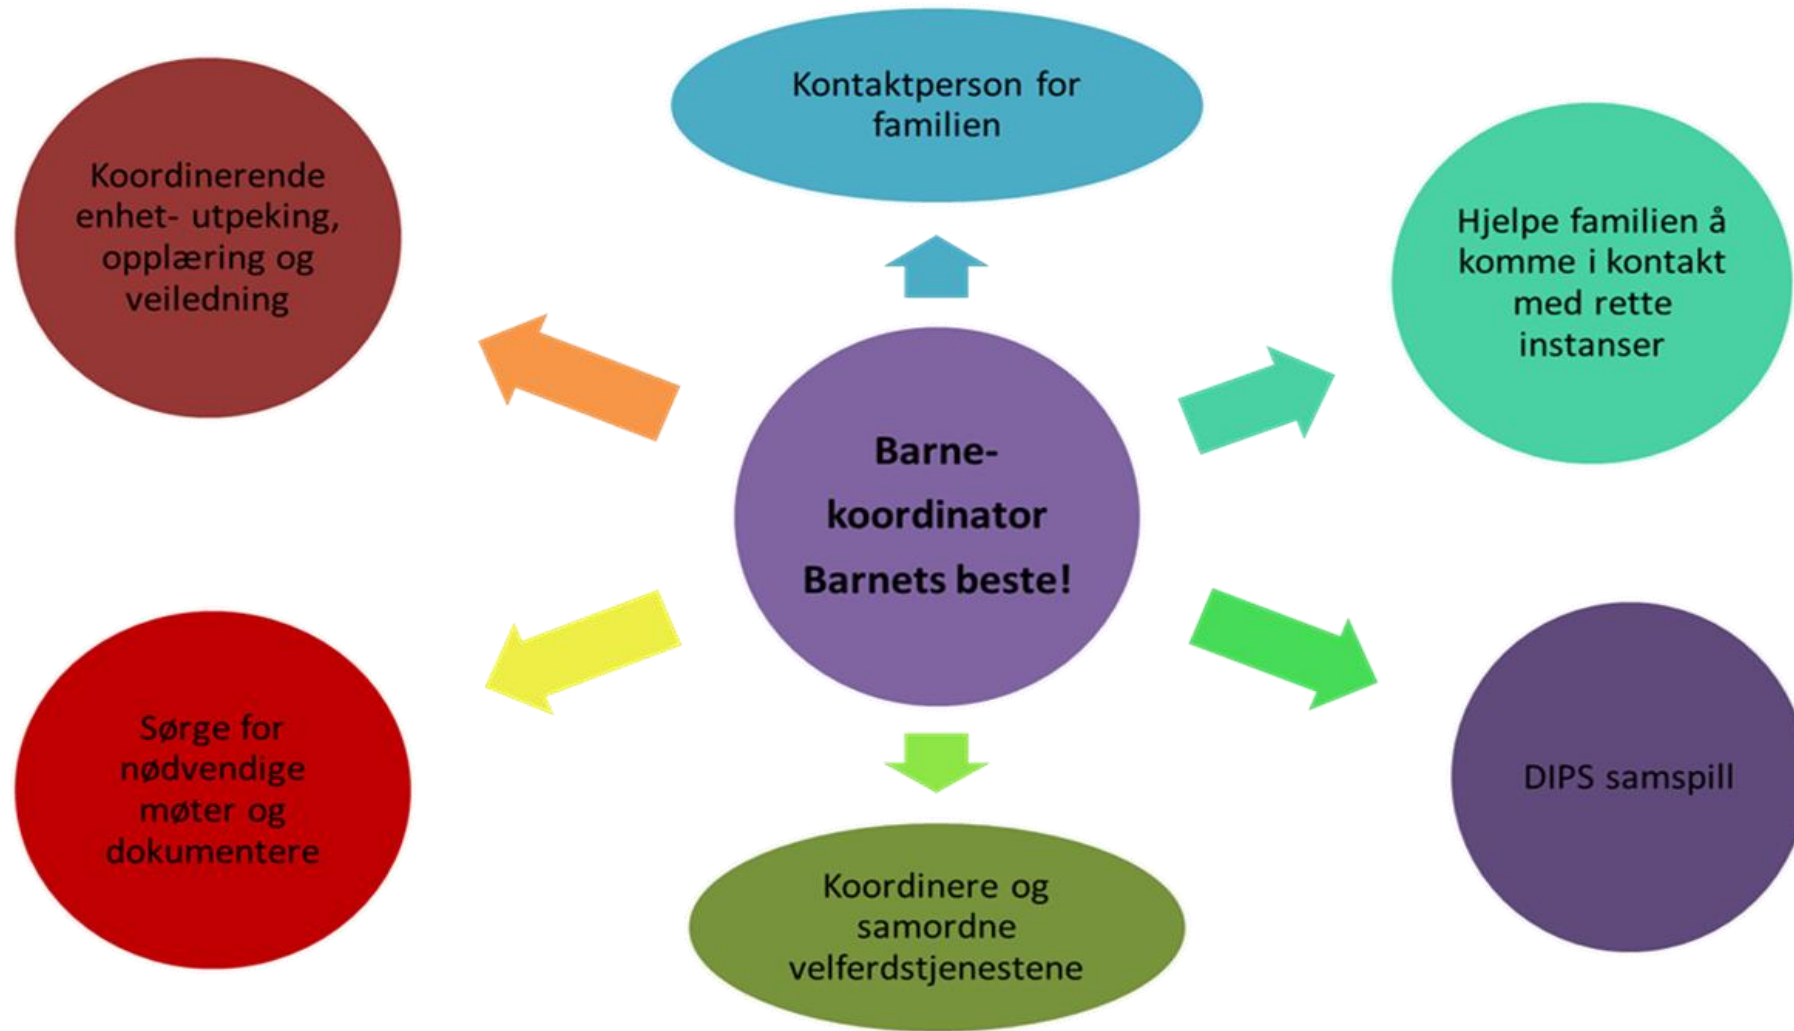 Kontaktperson for
familien
Koordinerende
enhet- utpeking,
opplæring og
veiledning
Hjelpe familien å
komme i kontakt
med rette
instanser
Barne-
koordinator
Barnets beste!
Sørge for
nødvendige
møter og
dokumentere
DIPS samspill
Koordinere og
samordne
velferdstjenestene